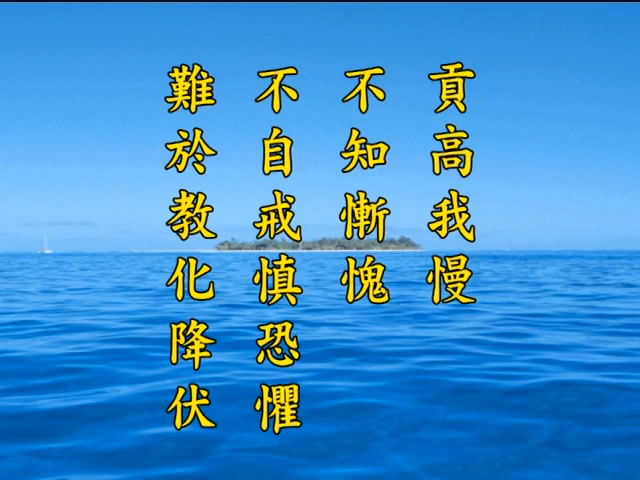 貢高我慢
不知慚愧
不自戒慎恐懼
難於教化降伏